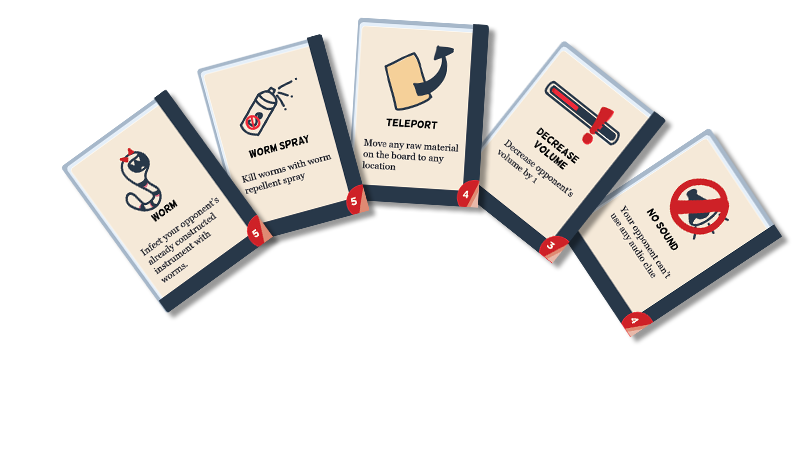 WORM
Infect your opponent's
already constructed
instrument with
worms.
5
WORM SPRAY
Kill worms with worm
repellent spray
5
TELEPORT
Move any raw material
on the board to any
location
4
DECREASE
VOLUME
Decrease opponent's
volume by 1
3
NO SOUND
Your opponent can't
use any audio clue
4